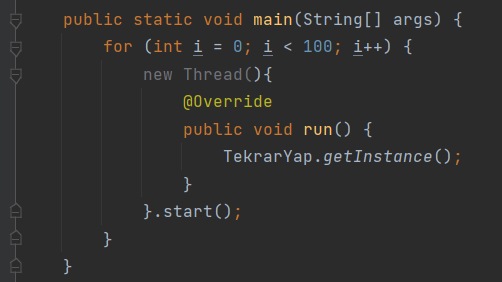 public static void main(String[] args) {
for (int i = 0; i < 100; i++) {
new Thread(){
@Override
public void run() {
TekrarYap.getInstance();
}
}.start();
}
}